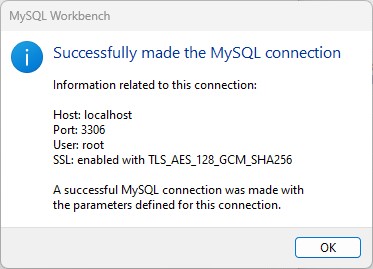 MySQL Workbench
Successfully made the MySQL connection
Information related to this connection:
Host: localhost
Port: 3306
User: root
SSL: enabled with TLS_AES_128_GCM_SHA256
A successful MySQL connection was made with
the parameters defined for this connection.
OK